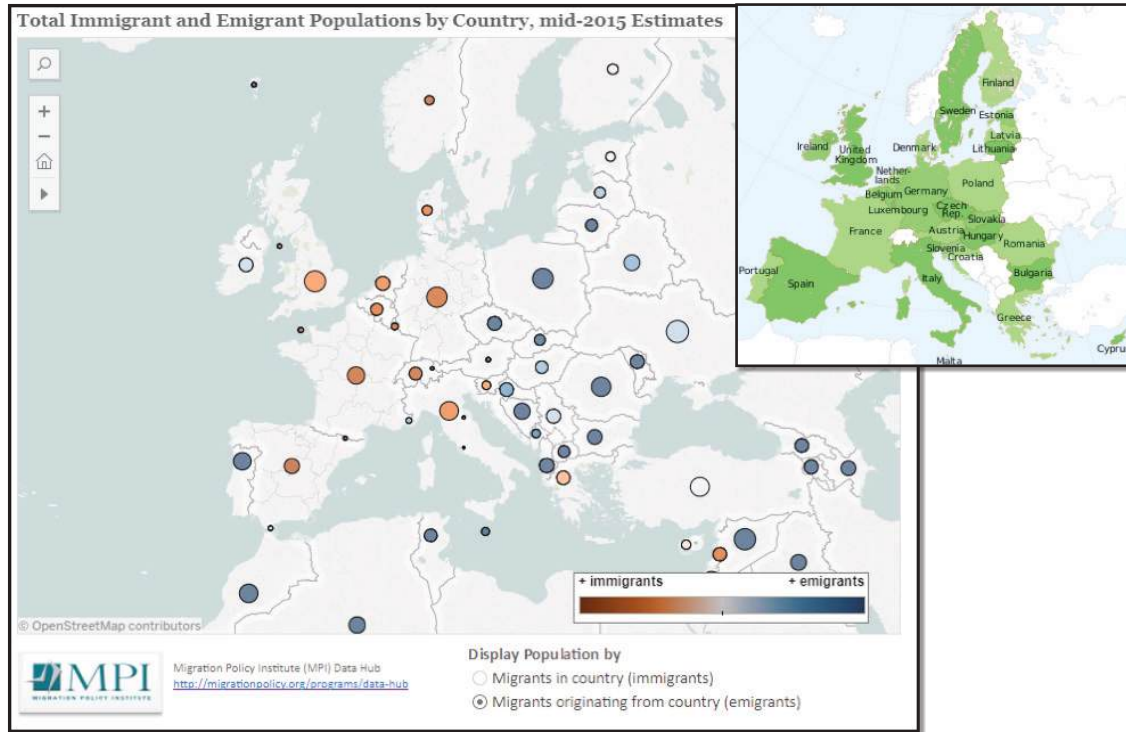 Total Immigrant and Emigrant Populations by Country, mid-2015 Estimates
+ immigrants
+ emigrants
© OpenStreetMap contributors
MPI
MIGRATION POLICY INSTITUTE
Migration Policy Institute (MPI) Data Hub
http://migrationpolicy.org/programs/data-hub
Display Population by
Migrants in country (immigrants)
Migrants originating from country (emigrants)
Finland
Sweden
Estonia
Latvia
Lithuania
Ireland
United
Kingdom
Denmark
Nether-
lands
Belgium
Germany
Poland
Luxembourg
Czech
Rep.
Slovakia
France
Austria
Hungary
Slovenia
Romania
Croatia
Portugal
Spain
Italy
Bulgaria
Greece
Malta
Cypru